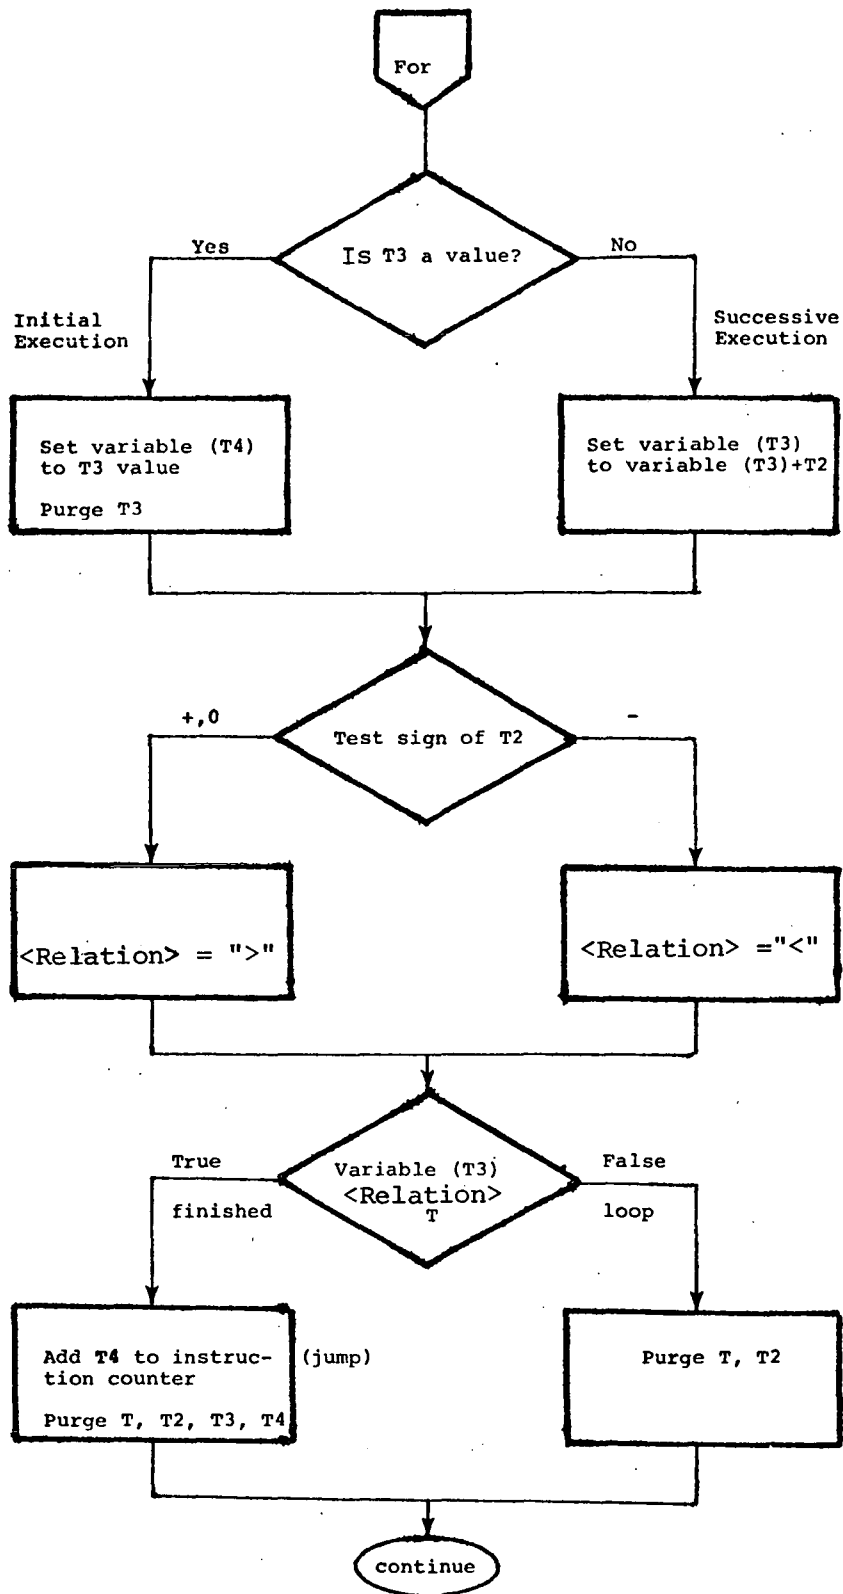 For
Is T3 a value?
Yes
No
Initial
Execution
Successive
Execution
Set variable (T4)
to T3 value
Purge T3
Set variable (T3)
to variable (T3)+T2
+,0
Test sign of T2
-
<Relation> = ">"
<Relation> ="<"
True
finished
Variable (T3)
<Relation>
T
False
loop
Add T4 to instruc-
tion counter
Purge T, T2, T3, T4
(jump)
Purge T, T2
continue